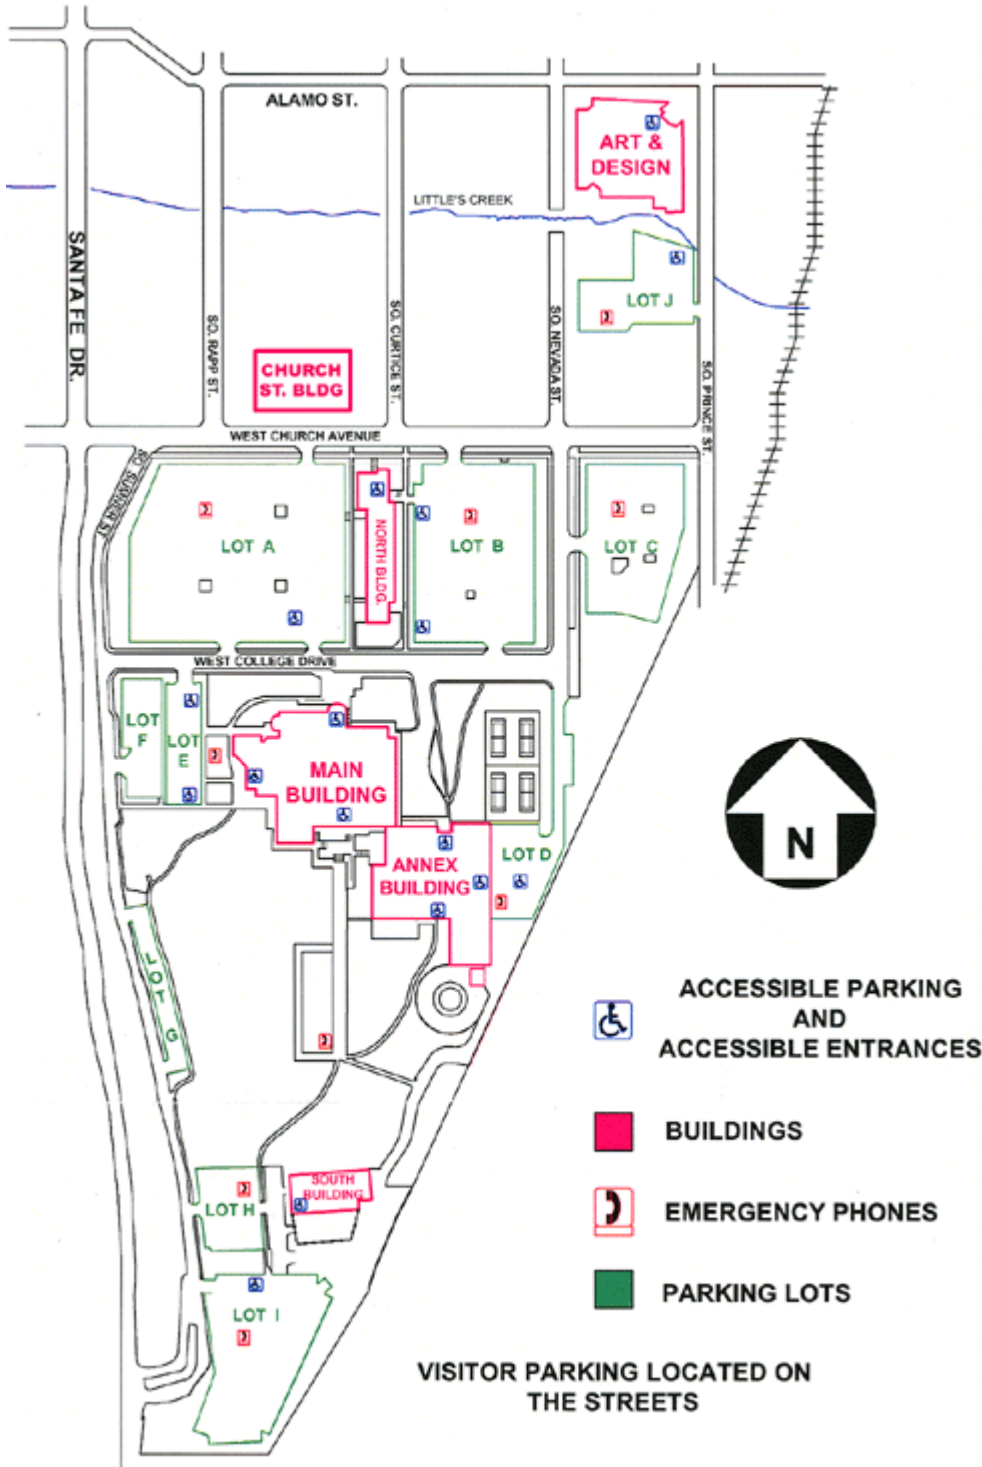 ALAMO ST.
ART &
DESIGN
LITTLE'S CREEK
SANTA FE DR.
LOT J
SO. RAPP ST.
SO. CURTICE ST.
SO. NEVADA ST.
SO. PRINCE ST.
CHURCH
ST. BLDG
WEST CHURCH AVENUE
LOT A
NORTH BLDG.
LOT B
LOT C
WEST COLLEGE DRIVE
LOT
F
LOT
E
MAIN
BUILDING
ANNEX
BUILDING
LOT D
N
LOT G
ACCESSIBLE PARKING
AND
ACCESSIBLE ENTRANCES
BUILDINGS
SOUTH
BUILDING
LOT H
EMERGENCY PHONES
PARKING LOTS
LOT I
VISITOR PARKING LOCATED ON
THE STREETS